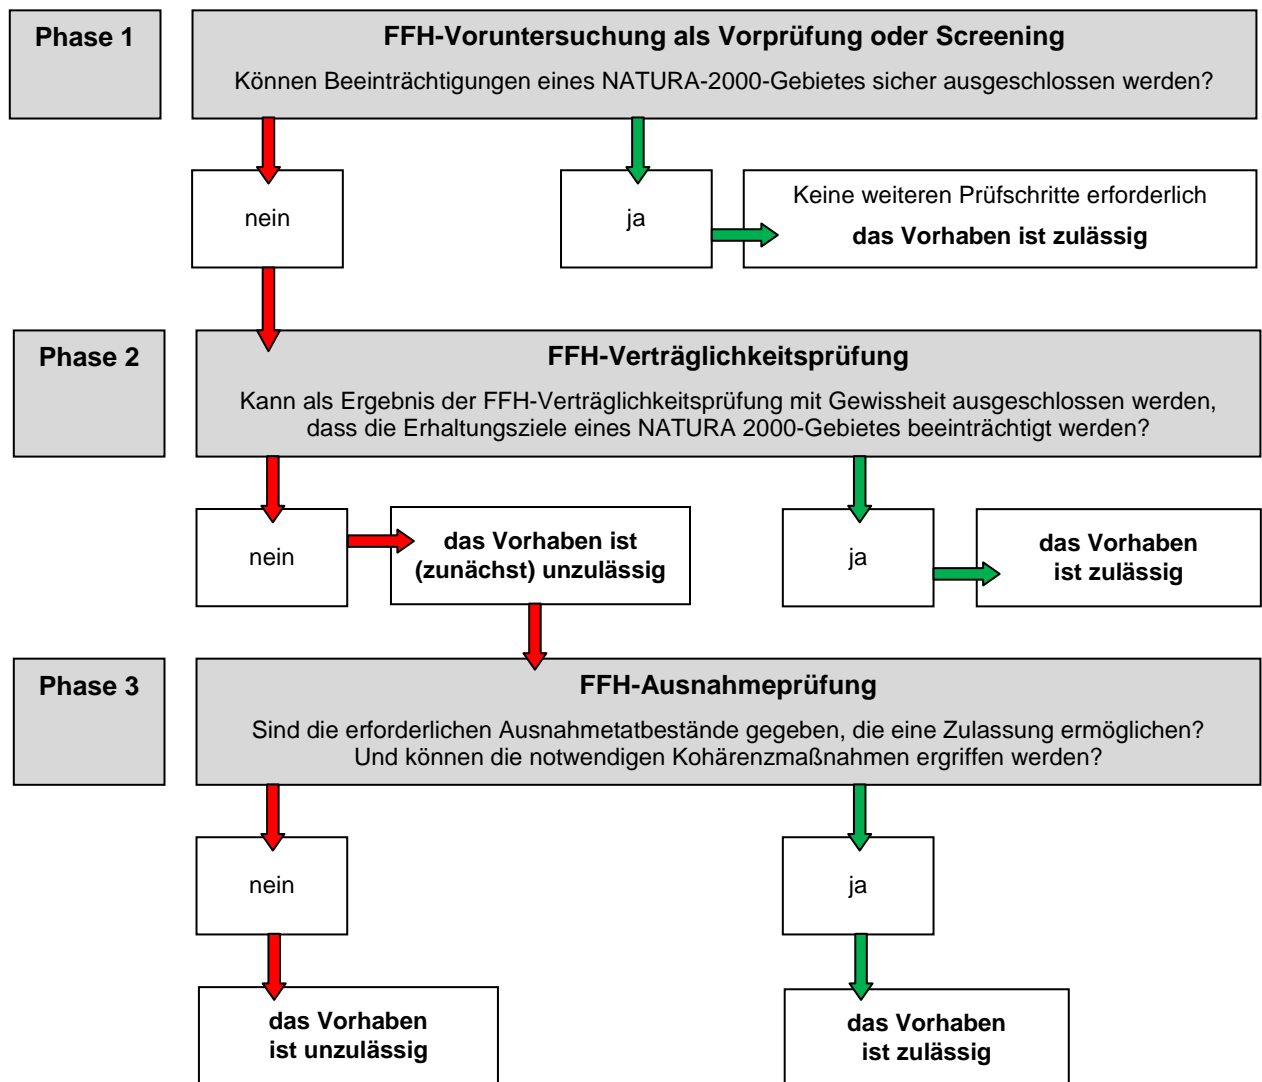 Phase 1
FFH-Voruntersuchung als Vorprüfung oder Screening
Können Beeinträchtigungen eines NATURA-2000-Gebietes sicher ausgeschlossen werden?
nein
ja
Keine weiteren Prüfschritte erforderlich
das Vorhaben ist zulässig
Phase 2
FFH-Verträglichkeitsprüfung
Kann als Ergebnis der FFH-Verträglichkeitsprüfung mit Gewissheit ausgeschlossen werden,
dass die Erhaltungsziele eines NATURA 2000-Gebietes beeinträchtigt werden?
nein
das Vorhaben ist
(zunächst) unzulässig
ja
das Vorhaben
ist zulässig
Phase 3
FFH-Ausnahmeprüfung
Sind die erforderlichen Ausnahmetatbestände gegeben, die eine Zulassung ermöglichen?
Und können die notwendigen Kohärenzmaßnahmen ergriffen werden?
nein
ja
das Vorhaben
ist unzulässig
das Vorhaben
ist zulässig